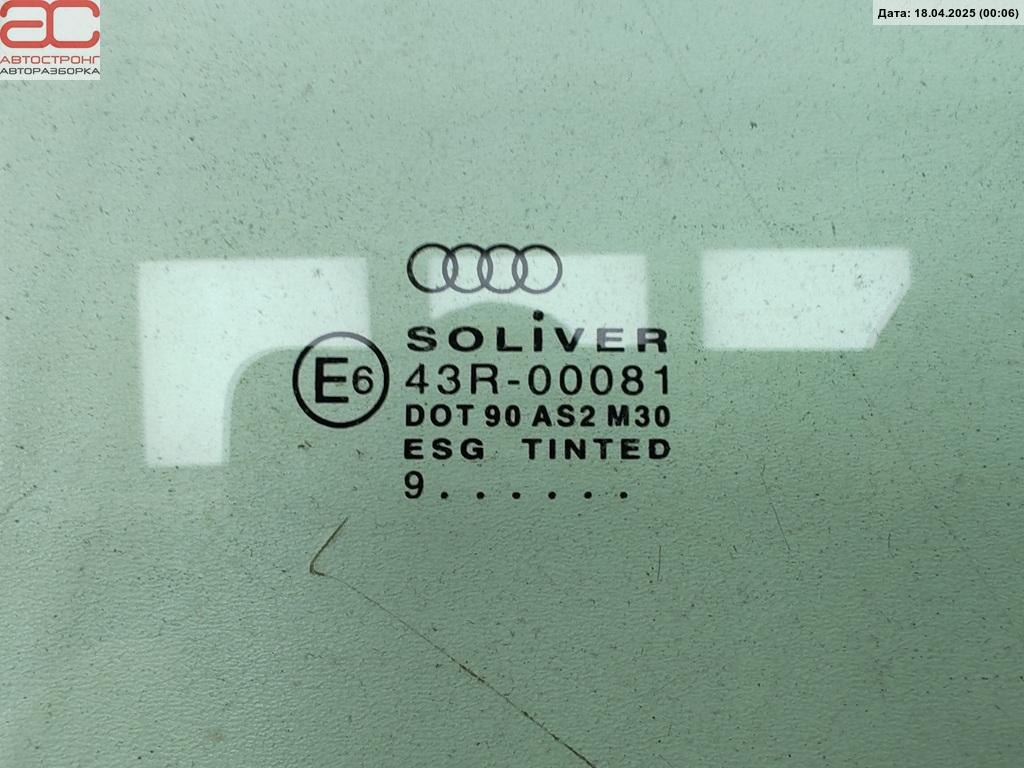 АС
АВТОСТРОНГ
АВТОРАЗБОРКА
Дата: 18.04.2025 (00:06)
SOLiVER
E6
43R-00081
DOT 90 AS2 M30
ESG TINTED
9......